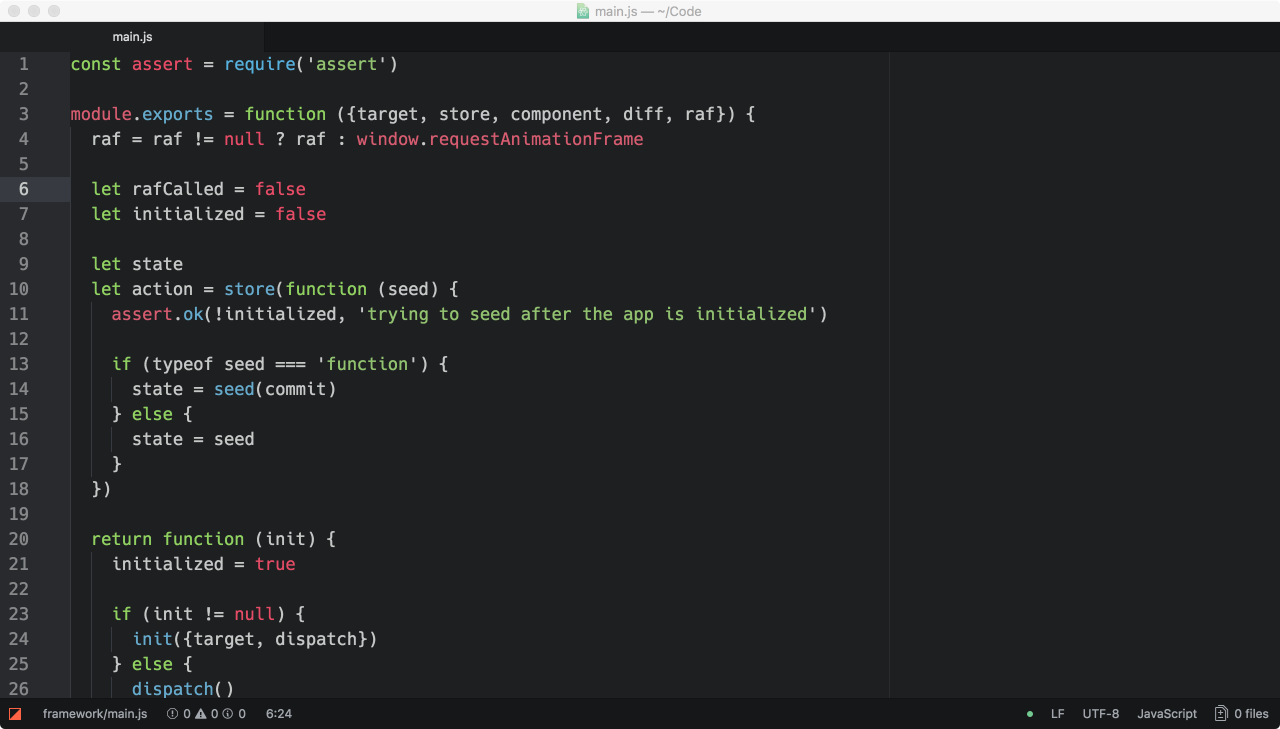 main.js — ~/Code
main.js
1 const assert = require('assert')
2
3 module.exports = function ({target, store, component, diff, raf}) {
4   raf = raf != null ? raf : window.requestAnimationFrame
5
6   let rafCalled = false
7   let initialized = false
8
9   let state
10   let action = store(function (seed) {
11     assert.ok(!initialized, 'trying to seed after the app is initialized')
12
13     if (typeof seed === 'function') {
14       state = seed(commit)
15     } else {
16       state = seed
17     }
18   })
19
20   return function (init) {
21     initialized = true
22
23     if (init != null) {
24       init({target, dispatch})
25     } else {
26       dispatch()
framework/main.js 0 0 0 6:24 LF UTF-8 JavaScript 0 files